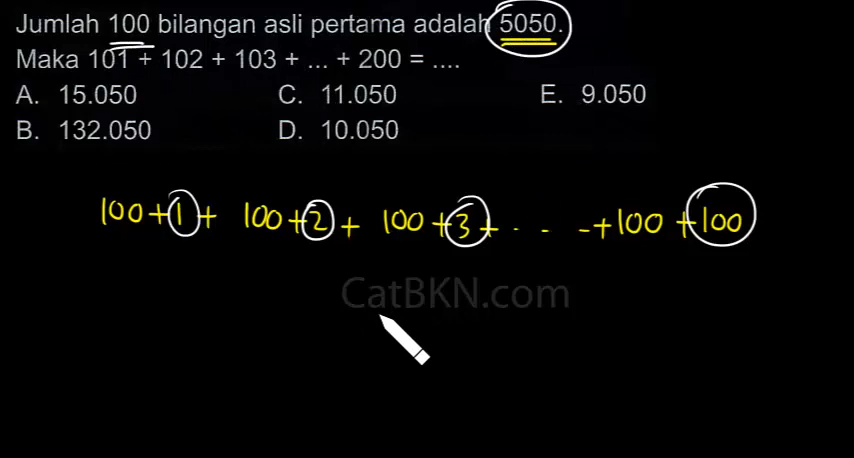 Jumlah 100 bilangan asli pertama adalah 5050.
Maka 101 + 102 + 103 + ... + 200 = ....
A. 15.050 C. 11.050 E. 9.050
B. 132.050 D. 10.050
100+1+ 100+2+ 100+3+ . . . -+100+100
CatBKN.com